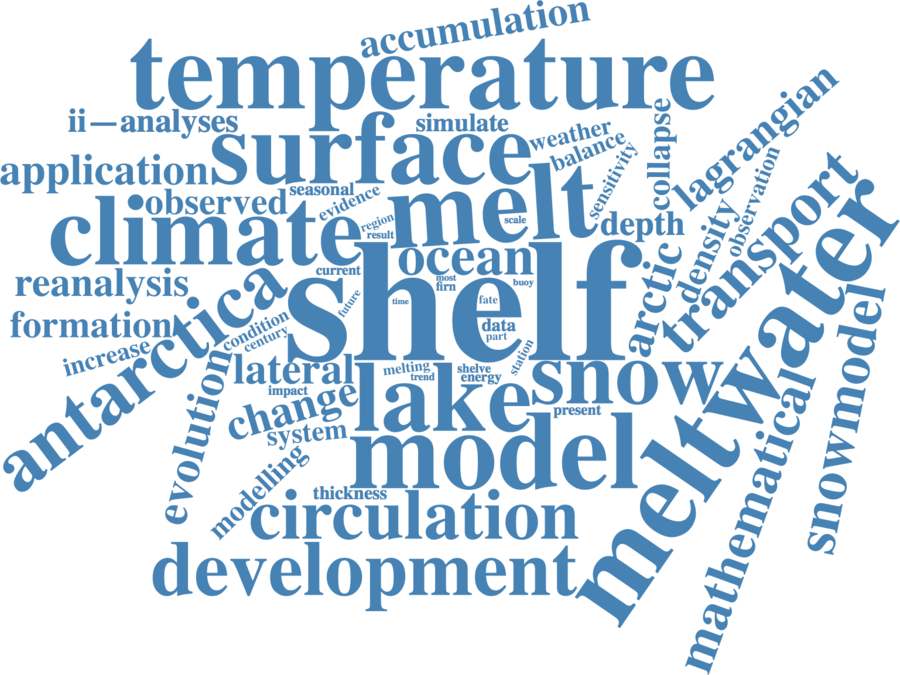 accumulation
temperature
ii—analyses
simulate
surface
weather
balance
collapse
lagrangian
application
observed
seasonal
evidence
sensitivity
observation
climate
region
result
melt
scale
depth
density
transport
reanalysis
current
ocean
most
firn
buoy
arctic
formation
antarctica
condition
century
future
shelf
time
fate
data
part
increase
evolution
lateral
impact
melting
trend
shelve
energy
station
snow
meltwater
snowmodel
change
system
lake
present
mathematical
modelling
model
thickness
circulation
development